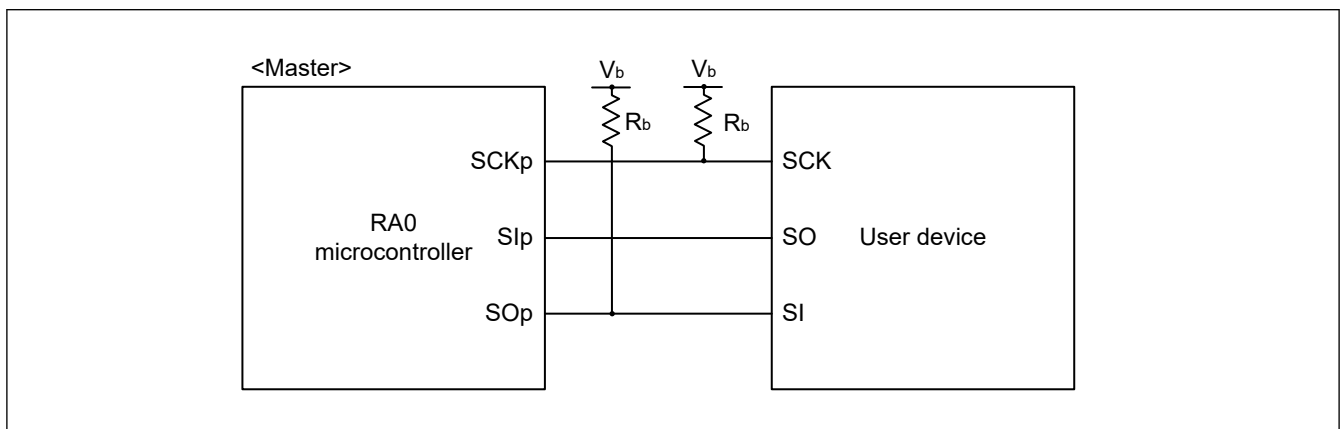 <Master>
Vb
Vb
Rb
Rb
SCKp
SCK
RA0
microcontroller
SIp
SO
User device
SOp
SI